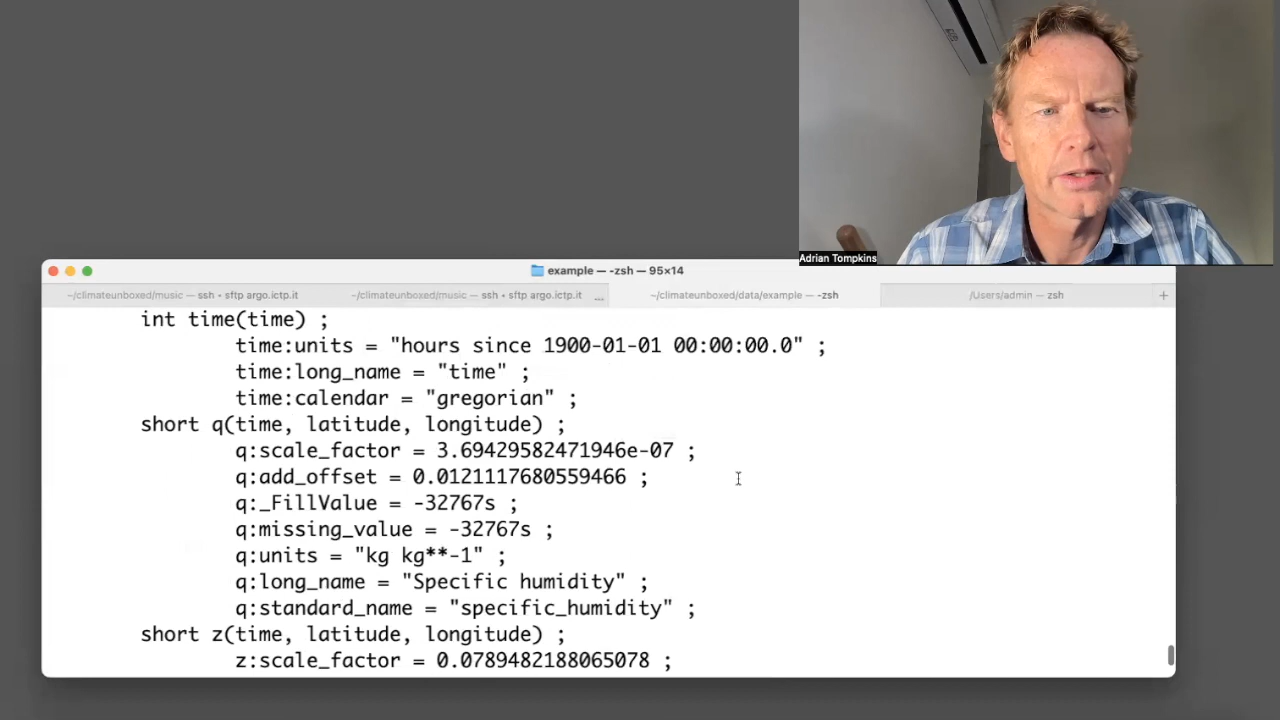 Adrian Tompkins
example — -zsh — 95×14
~/climateunboxed/music — ssh • sftp argo.ictp.it
~/climateunboxed/music — ssh • sftp argo.ictp.it ...
~/climateunboxed/data/example — -zsh
/Users/admin — zsh
+
int time(time) ;
time:units = "hours since 1900-01-01 00:00:00.0" ;
time:long_name = "time" ;
time:calendar = "gregorian" ;
short q(time, latitude, longitude) ;
q:scale_factor = 3.69429582471946e-07 ;
q:add_offset = 0.0121117680559466 ;
q:_FillValue = -32767s ;
q:missing_value = -32767s ;
q:units = "kg kg**-1" ;
q:long_name = "Specific humidity" ;
q:standard_name = "specific_humidity" ;
short z(time, latitude, longitude) ;
z:scale_factor = 0.0789482188065078 ;